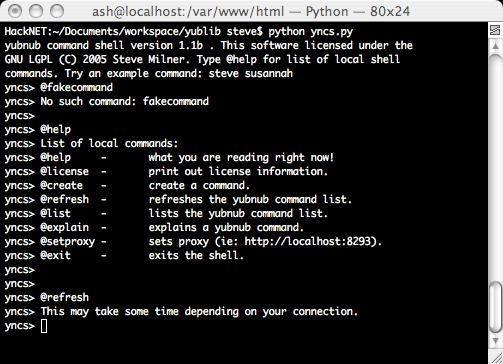 ash@localhost:/var/www/html — Python — 80x24
HackNET:~/Documents/workspace/yublib steve$ python yncs.py
yubnub command shell version 1.1b . This software licensed under the
GNU LGPL (C) 2005 Steve Milner. Type @help for list of local shell
commands. Try an example command: steve susannah
yncs> @fakecommand
yncs> No such command: fakecommand
yncs>
yncs> @help
yncs> List of local commands:
yncs> @help - what you are reading right now!
yncs> @license - print out license information.
yncs> @create - create a command.
yncs> @refresh - refreshes the yubnub command list.
yncs> @list - lists the yubnub command list.
yncs> @explain - explains a yubnub command.
yncs> @setproxy - sets proxy (ie: http://localhost:8293).
yncs> @exit - exits the shell.
yncs>
yncs>
yncs> @refresh
yncs> This may take some time depending on your connection.
yncs>